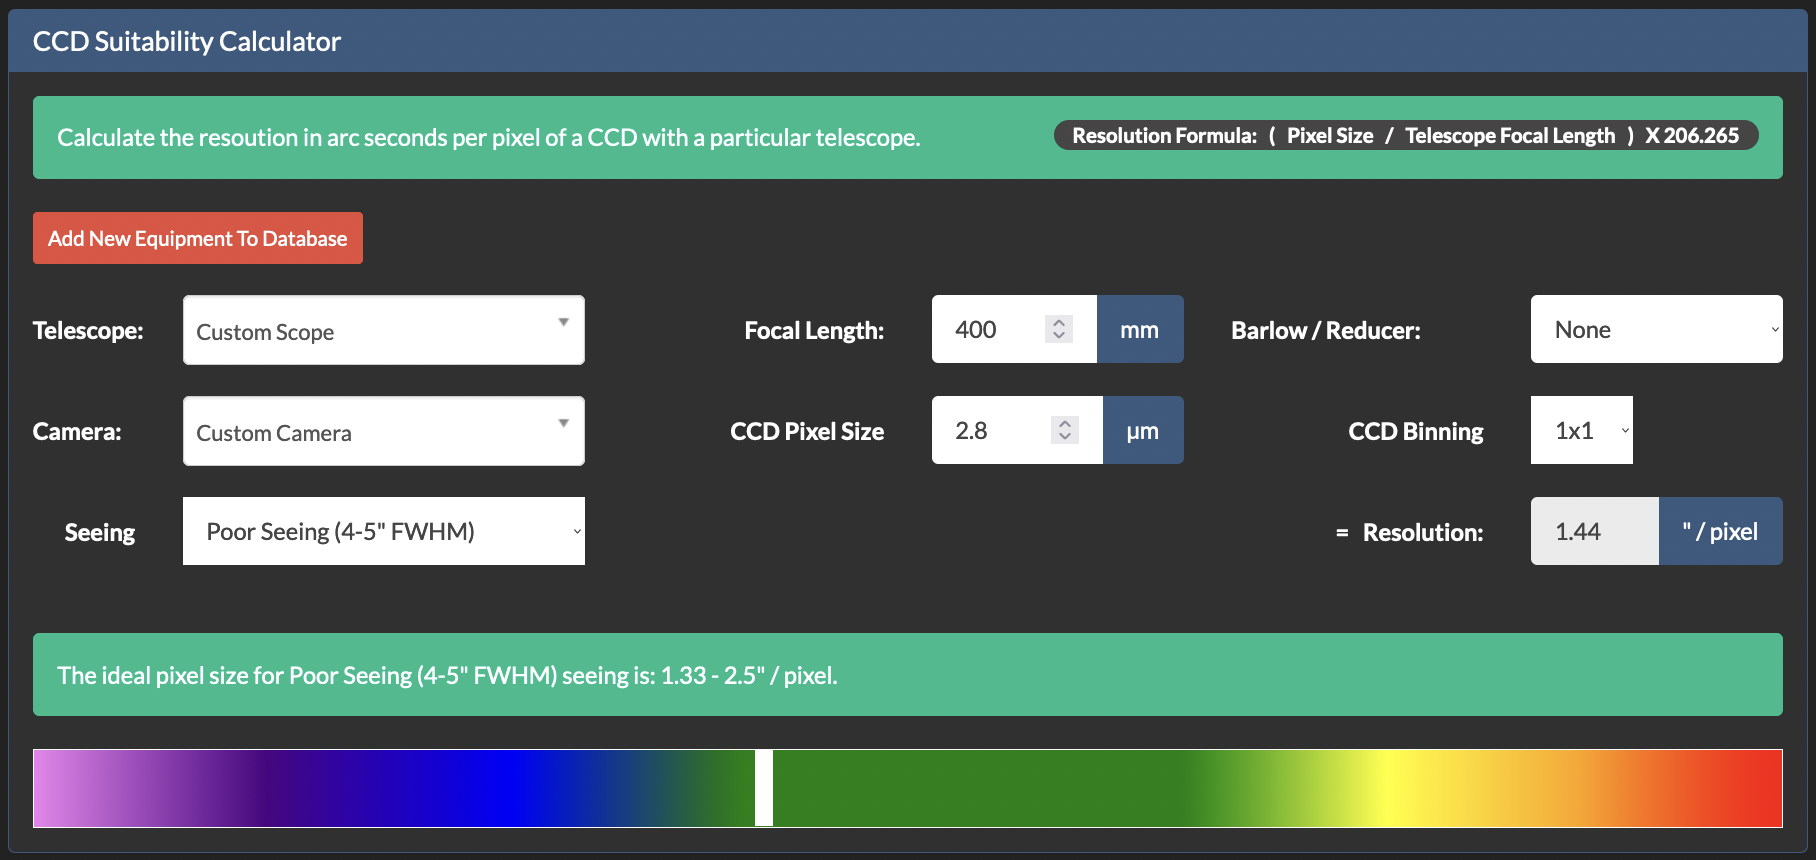 CCD Suitability Calculator
Calculate the resoution in arc seconds per pixel of a CCD with a particular telescope.
Resolution Formula: ( Pixel Size / Telescope Focal Length ) X 206.265
Add New Equipment To Database
Telescope: Custom Scope Focal Length: 400 mm Barlow / Reducer: None
Camera: Custom Camera CCD Pixel Size 2.8 µm CCD Binning 1x1
Seeing Poor Seeing (4-5" FWHM) = Resolution: 1.44 " / pixel
The ideal pixel size for Poor Seeing (4-5" FWHM) seeing is: 1.33 - 2.5" / pixel.